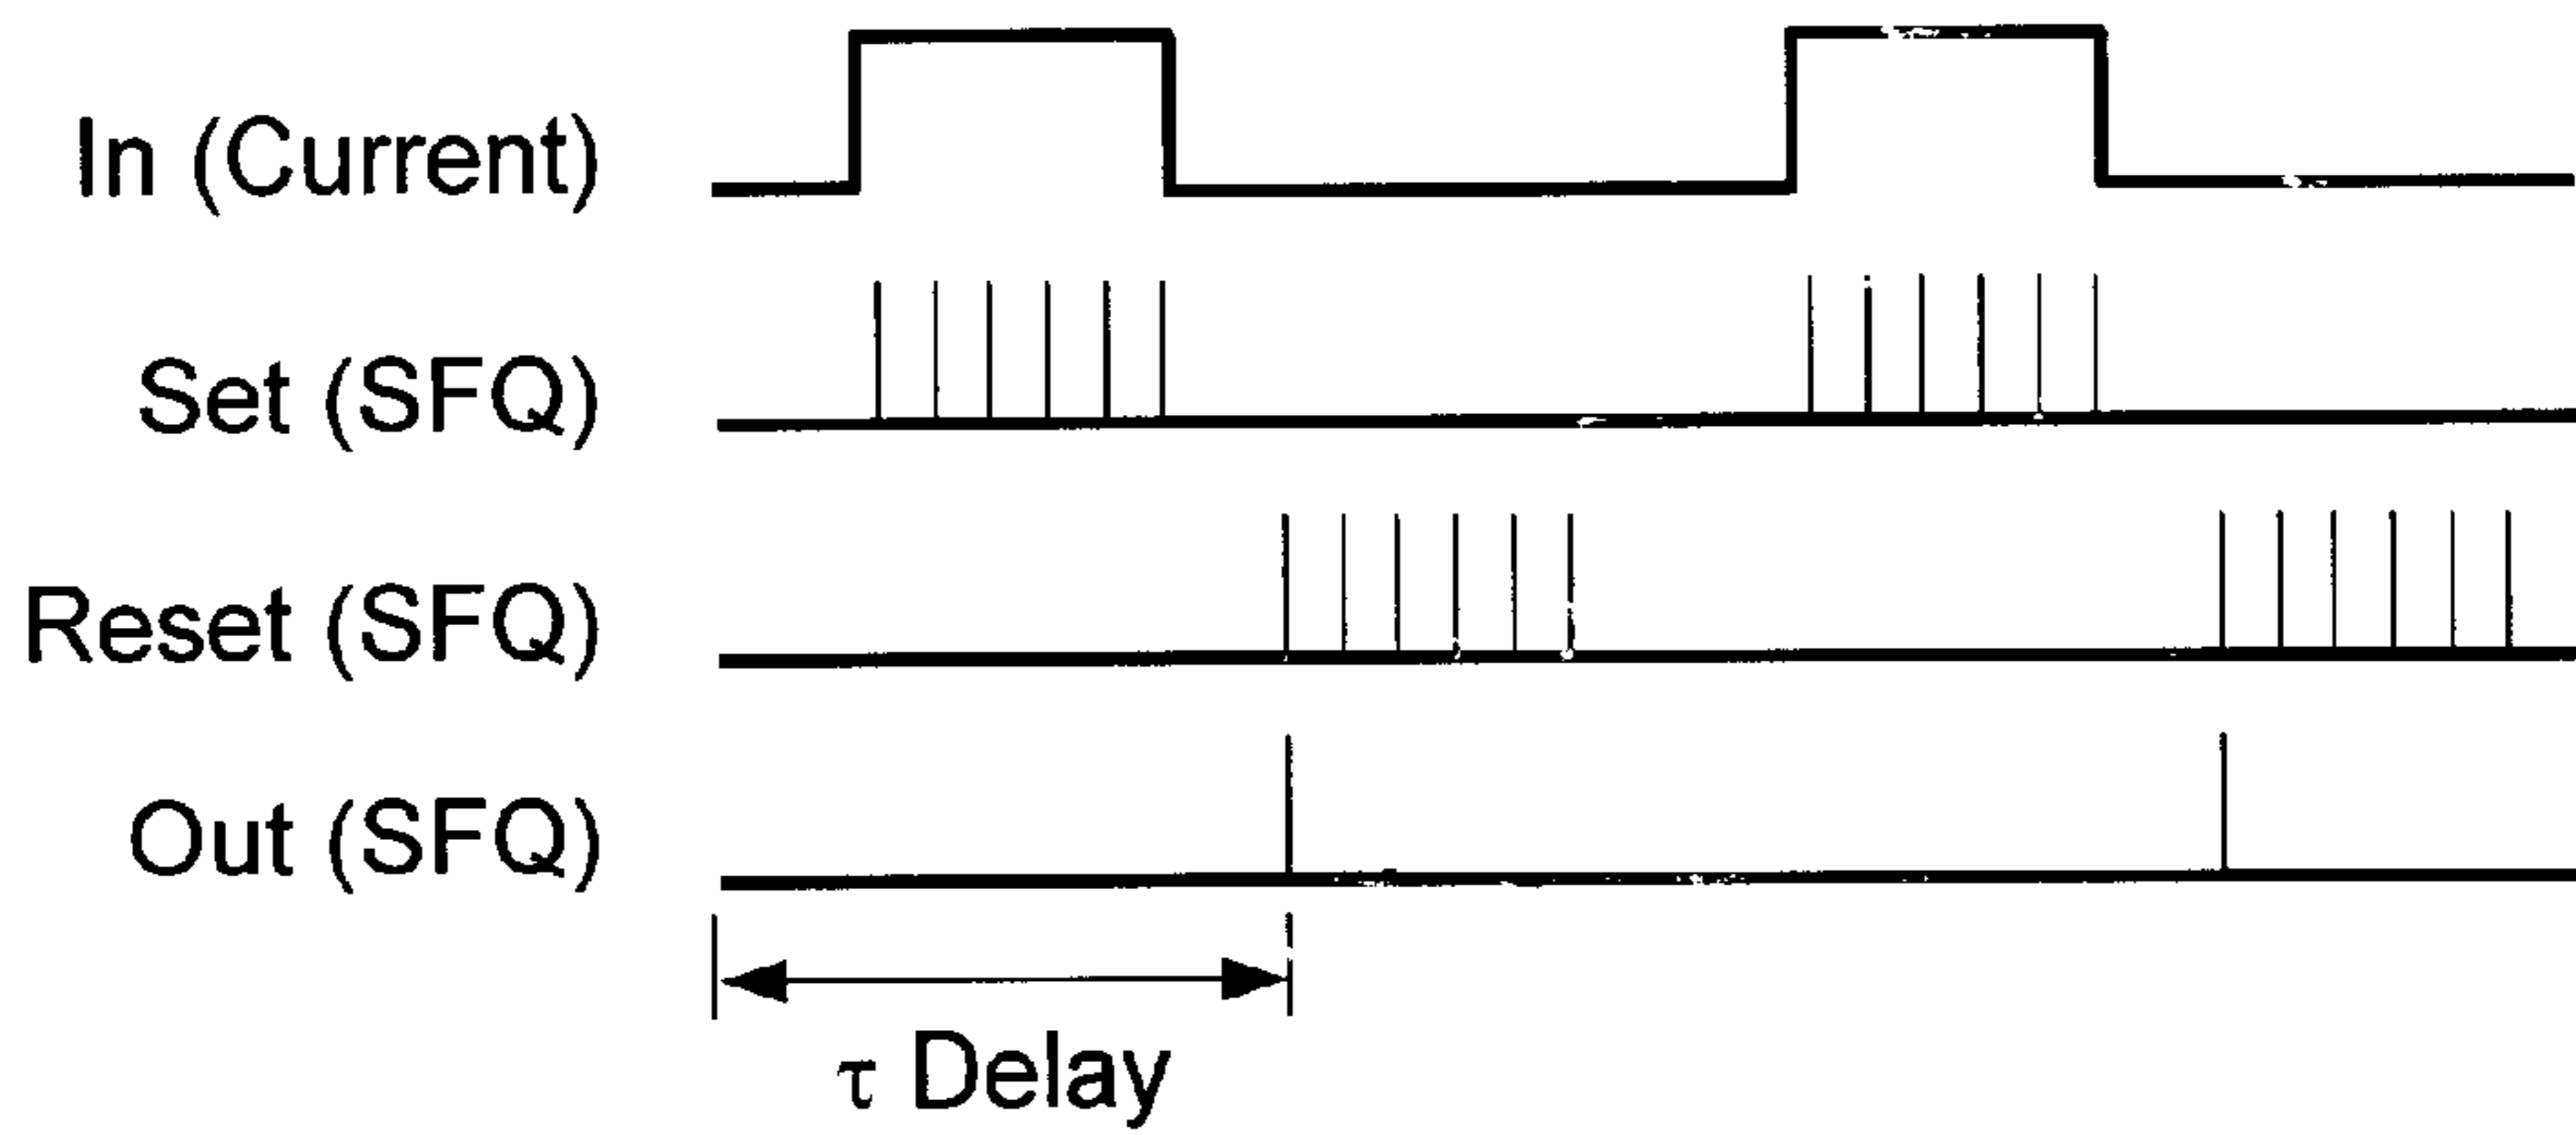 In (Current)
Set (SFQ)
Reset (SFQ)
Out (SFQ)
τ Delay